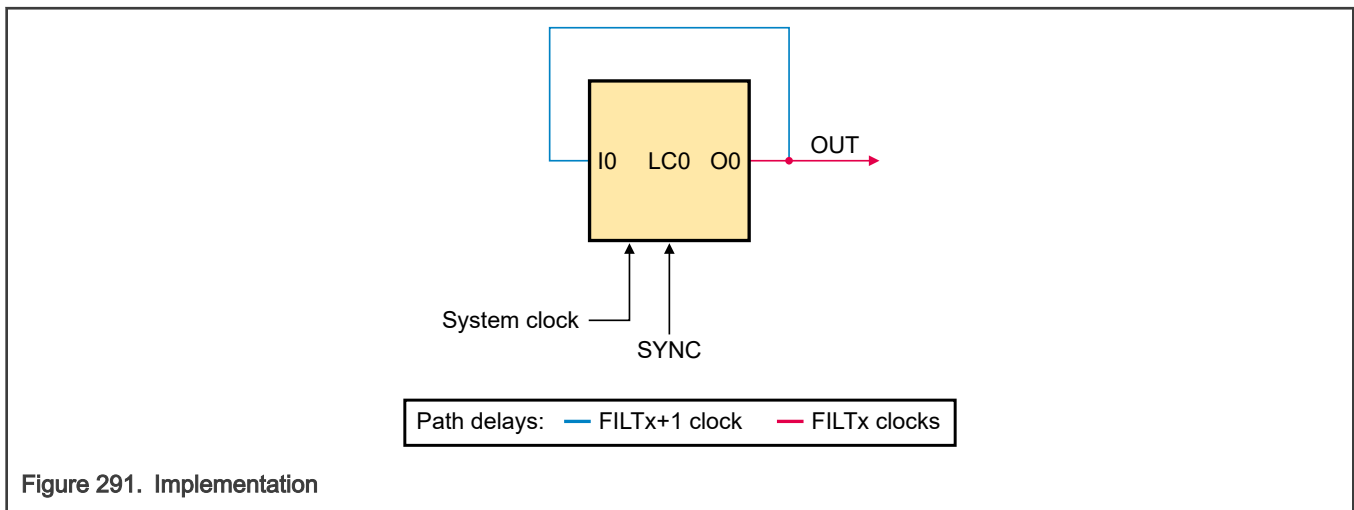 OUT
I0 LC0 O0
System clock
SYNC
Path delays: FILTx+1 clock FILTx clocks
Figure 291. Implementation